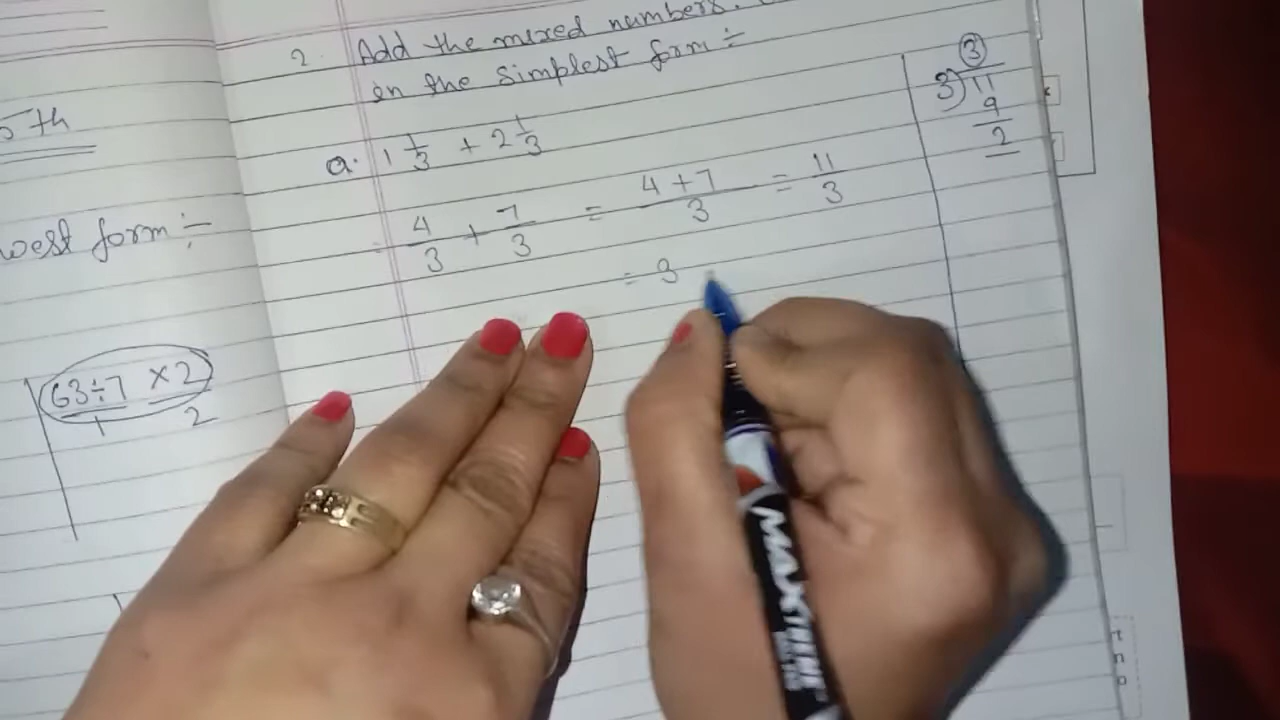 5th
west form ÷
63÷7 ×2
1 2
2. Add the mixed numbers.
in the simplest form ÷
a. 1 1/3 + 2 1/3
= 4/3 + 7/3 = 4+7/3 = 11/3
= 3
3
3)11
9
2